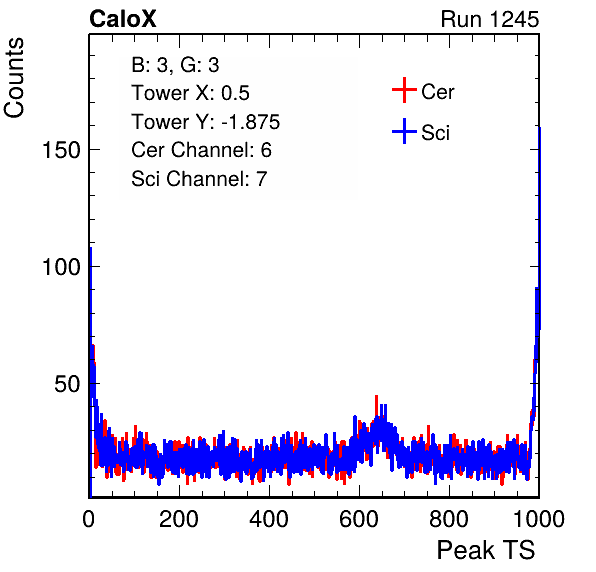 CaloX Run 1245
Counts
B: 3, G: 3
Tower X: 0.5
Tower Y: -1.875
Cer Channel: 6
Sci Channel: 7
Cer
Sci
150
100
50
0 200 400 600 800 1000
Peak TS